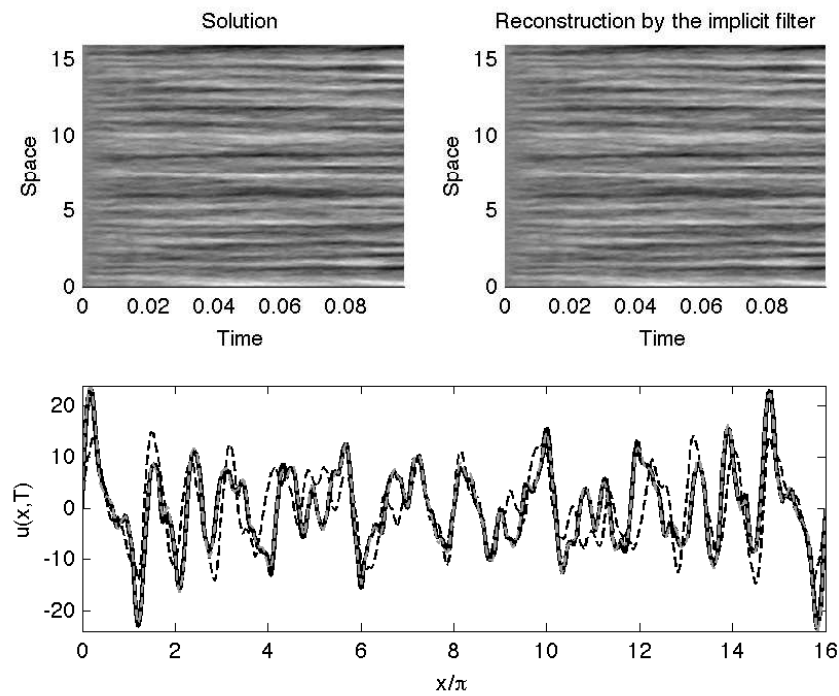 Solution
Reconstruction by the implicit filter
15
10
5
0
Space
0 0.02 0.04 0.06 0.08
Time
15
10
5
0
Space
0 0.02 0.04 0.06 0.08
Time
20
10
0
-10
-20
u(x,T)
0 2 4 6 8 10 12 14 16
x/π